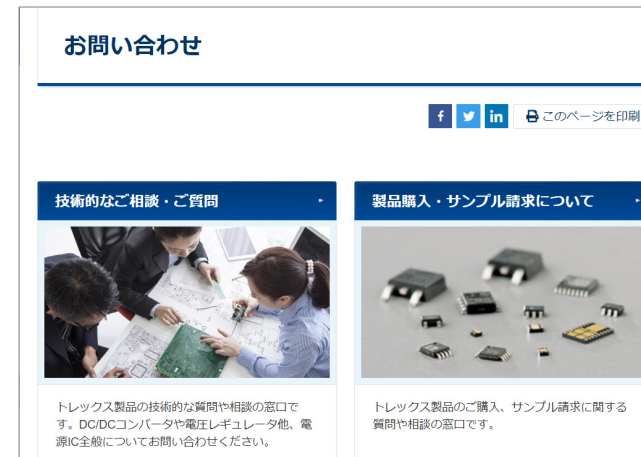 お問い合わせ
f in このページを印刷
技術的なご相談・ご質問
製品購入・サンプル請求について
トレックス製品の技術的な質問や相談の窓口で
す。DC/DCコンバータや電圧レギュレータ他、電
源IC全般についてお問い合わせください。
トレックス製品のご購入、サンプル請求に関する
質問や相談の窓口です。